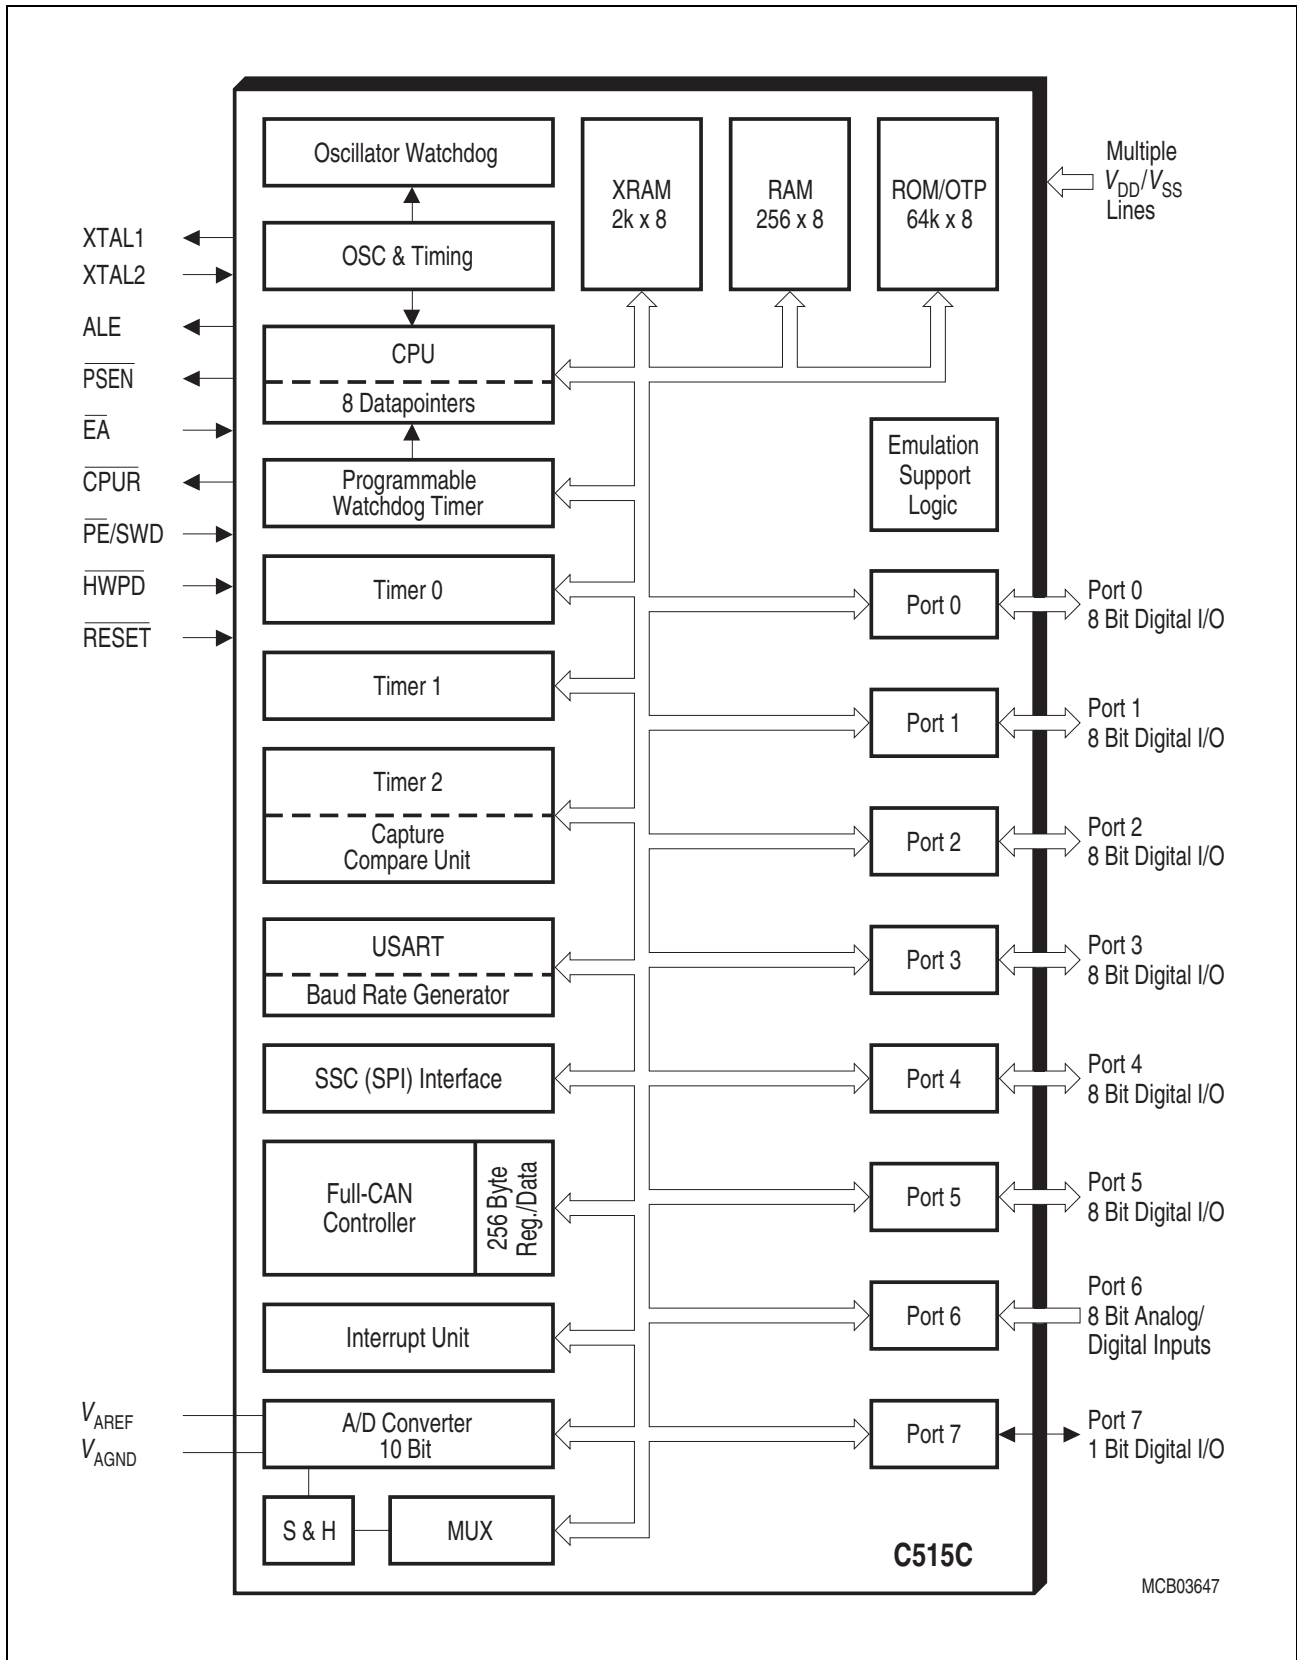 Oscillator Watchdog
OSC & Timing
CPU
8 Datapointers
Programmable
Watchdog Timer
Timer 0
Timer 1
Timer 2
Capture
Compare Unit
USART
Baud Rate Generator
SSC (SPI) Interface
Full-CAN
Controller
256 Byte
Reg./Data
Interrupt Unit
A/D Converter
10 Bit
S & H
MUX
XRAM
2k x 8
RAM
256 x 8
ROM/OTP
64k x 8
Emulation
Support
Logic
Port 0
Port 1
Port 2
Port 3
Port 4
Port 5
Port 6
Port 7
C515C
XTAL1
XTAL2
ALE
P̅S̅E̅N̅
E̅A̅
C̅P̅U̅R̅
P̅E̅/SWD
H̅W̅P̅D̅
R̅E̅S̅E̅T̅
VAREF
VAGND
Multiple
VDD/VSS
Lines
Port 0
8 Bit Digital I/O
Port 1
8 Bit Digital I/O
Port 2
8 Bit Digital I/O
Port 3
8 Bit Digital I/O
Port 4
8 Bit Digital I/O
Port 5
8 Bit Digital I/O
Port 6
8 Bit Analog/
Digital Inputs
Port 7
1 Bit Digital I/O
MCB03647